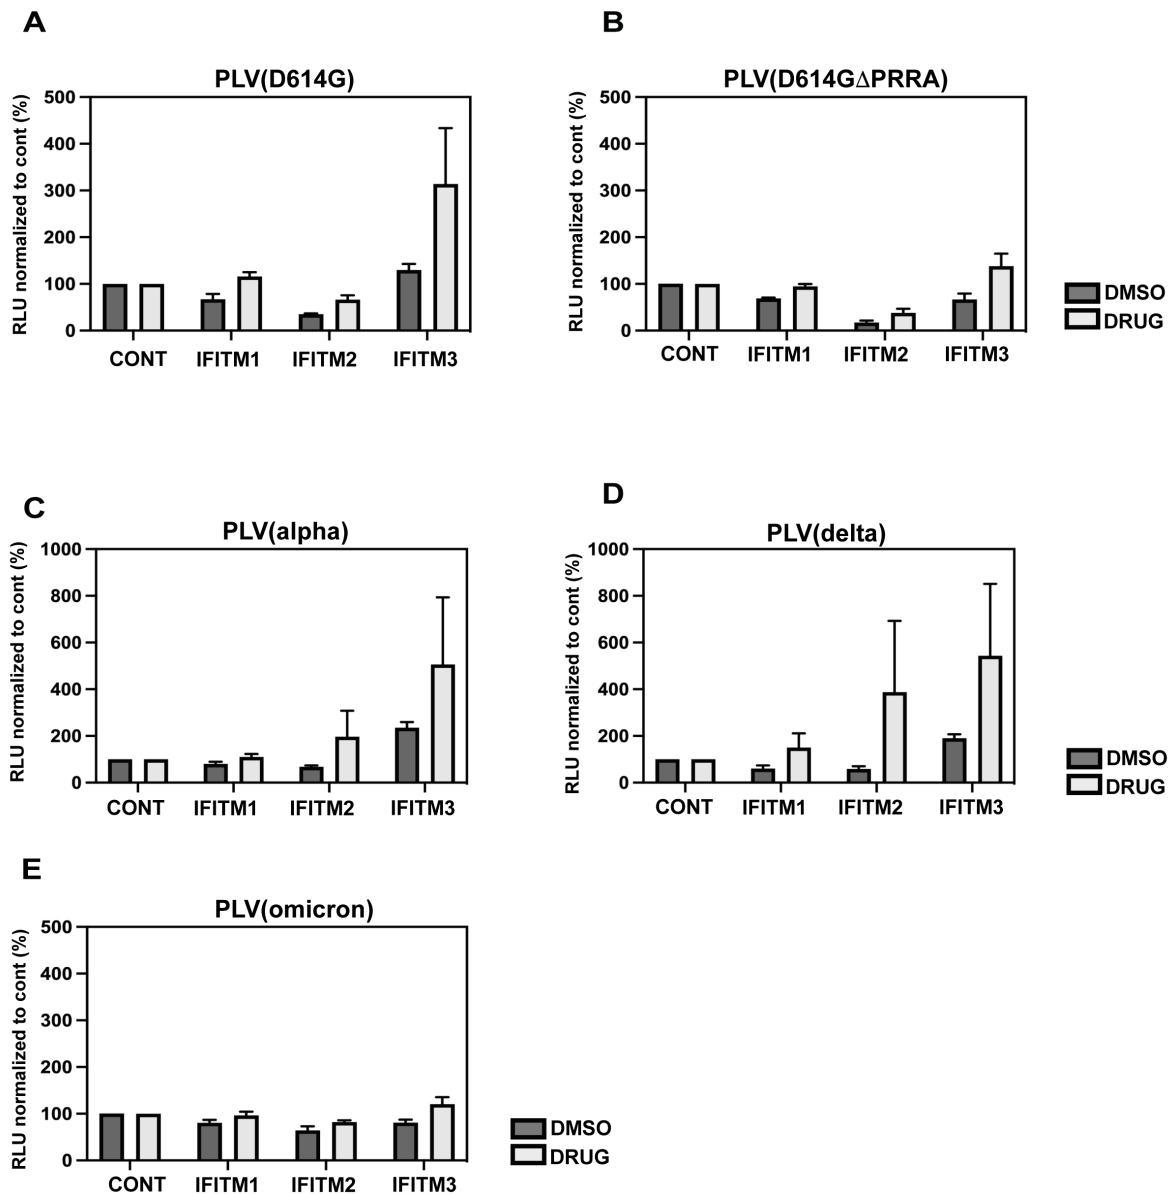 A
PLV(D614G)
RLU normalized to cont (%)
500
400
300
200
100
0
CONT IFITM1 IFITM2 IFITM3
B
PLV(D614GΔPRRA)
RLU normalized to cont (%)
500
400
300
200
100
0
CONT IFITM1 IFITM2 IFITM3
DMSO
DRUG
C
PLV(alpha)
RLU normalized to cont (%)
1000
800
600
400
200
0
CONT IFITM1 IFITM2 IFITM3
D
PLV(delta)
RLU normalized to cont (%)
1000
800
600
400
200
0
CONT IFITM1 IFITM2 IFITM3
DMSO
DRUG
E
PLV(omicron)
RLU normalized to cont (%)
500
400
300
200
100
0
CONT IFITM1 IFITM2 IFITM3
DMSO
DRUG